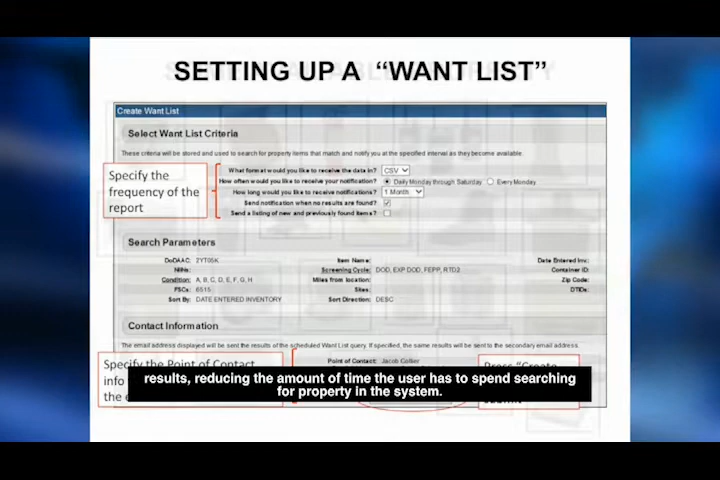 SETTING UP A “WANT LIST”
Create Want List
Select Want List Criteria
These criteria will be stored and used to search for property items that match and notify you at the specified interval as they become available.
Specify the
frequency of the
report
What format would you like to receive the data in? CSV
How often would you like to receive your notification? Daily Monday through Saturday Every Monday
How long would you like to receive notifications? 1 Month
Send notification when no results are found?
Send a listing of new and previously found items?
Search Parameters
DoDAAC: 2YT05K Item Name: Date Entered Inv:
NIINs: Screening Cycle: DOD, EXP DOD, FEPP, RTD2 Container ID:
Condition: A, B, C, D, E, F, G, H Miles from location: Zip Code:
FSCs: 6515 Sites: DTIDs:
Sort By: DATE ENTERED INVENTORY Sort Direction: DESC
Contact Information
The email address displayed will be sent the results of the scheduled Want List query. If specified, the same results will be sent to the secondary email address.
Specify the Point of Contact
info
the
Point of Contact: Jacob Collier
Press “Create
results, reducing the amount of time the user has to spend searching
for property in the system.